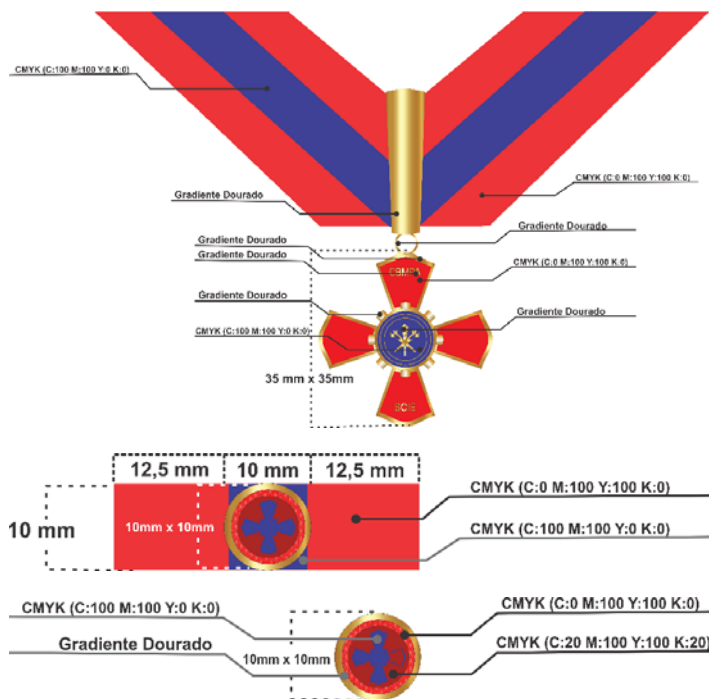 CMYK (C:100 M:100 Y:0 K:0)
CMYK (C:0 M:100 Y:100 K:0)
Gradiente Dourado
Gradiente Dourado
Gradiente Dourado
Gradiente Dourado
CBMPA
CMYK (C:0 M:100 Y:100 K:0)
Gradiente Dourado
Gradiente Dourado
CMYK (C:100 M:100 Y:0 K:0)
35 mm x 35mm
SCIE
12,5 mm 10 mm 12,5 mm
CMYK (C:0 M:100 Y:100 K:0)
10 mm
10mm x 10mm
CMYK (C:100 M:100 Y:0 K:0)
CMYK (C:100 M:100 Y:0 K:0)
CMYK (C:0 M:100 Y:100 K:0)
Gradiente Dourado
10mm x 10mm
CMYK (C:20 M:100 Y:100 K:20)